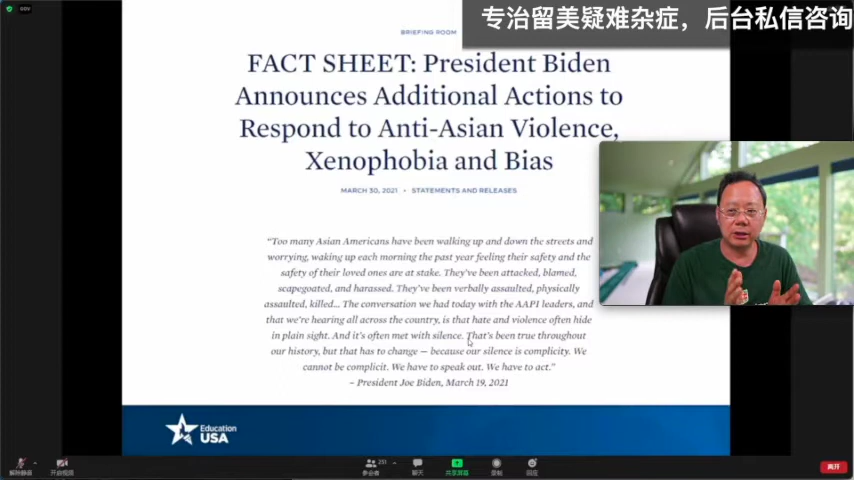 专治留美疑难杂症，后台私信咨询
BRIEFING ROOM
FACT SHEET: President Biden
Announces Additional Actions to
Respond to Anti-Asian Violence,
Xenophobia and Bias
MARCH 30, 2021 • STATEMENTS AND RELEASES
“Too many Asian Americans have been walking up and down the streets and
worrying, waking up each morning the past year feeling their safety and the
safety of their loved ones are at stake. They’ve been attacked, blamed,
scapegoated, and harassed. They’ve been verbally assaulted, physically
assaulted, killed… The conversation we had today with the AAPI leaders, and
that we’re hearing all across the country, is that hate and violence often hide
in plain sight. And it’s often met with silence. That’s been true throughout
our history, but that has to change — because our silence is complicity. We
cannot be complicit. We have to speak out. We have to act.”
~ President Joe Biden, March 19, 2021
Education
USA
解除静音
开启视频
参会者
聊天
共享屏幕
录制
回应
离开